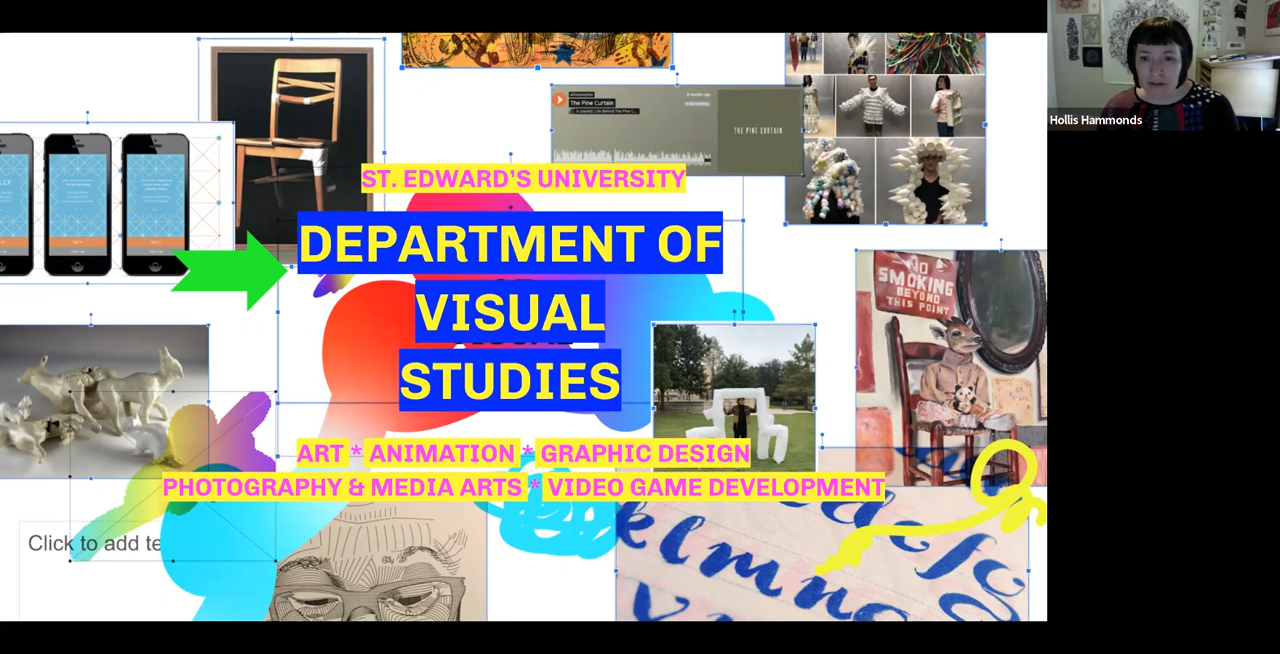 The Pine Curtain
THE PINE CURTAIN
ST. EDWARD'S UNIVERSITY
DEPARTMENT OF
VISUAL
STUDIES
NO
SMOKING
BEYOND
THIS POINT
ART * ANIMATION * GRAPHIC DESIGN
PHOTOGRAPHY & MEDIA ARTS * VIDEO GAME DEVELOPMENT
Click to add te
klmno
Hollis Hammonds